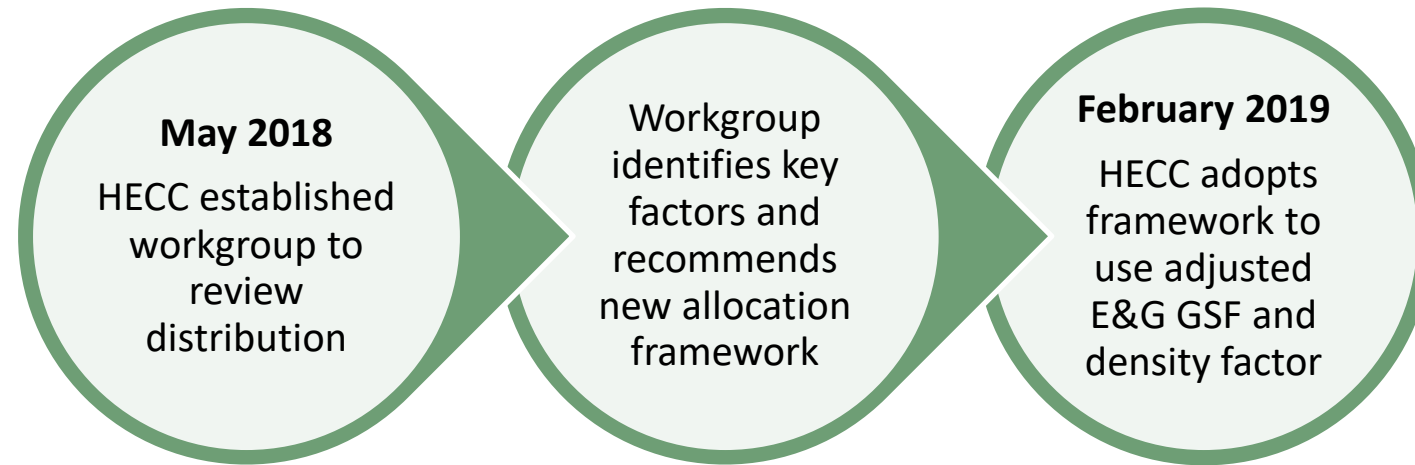 May 2018
HECC established
workgroup to
review
distribution
Workgroup
identifies key
factors and
recommends
new allocation
framework
February 2019
HECC adopts
framework to
use adjusted
E&G GSF and
density factor